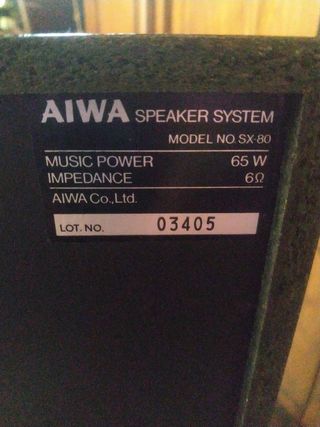 AIWA SPEAKER SYSTEM
MODEL NO. SX-80
MUSIC POWER 65 W
IMPEDANCE 6Ω
AIWA Co., Ltd.
LOT. NO. 03405